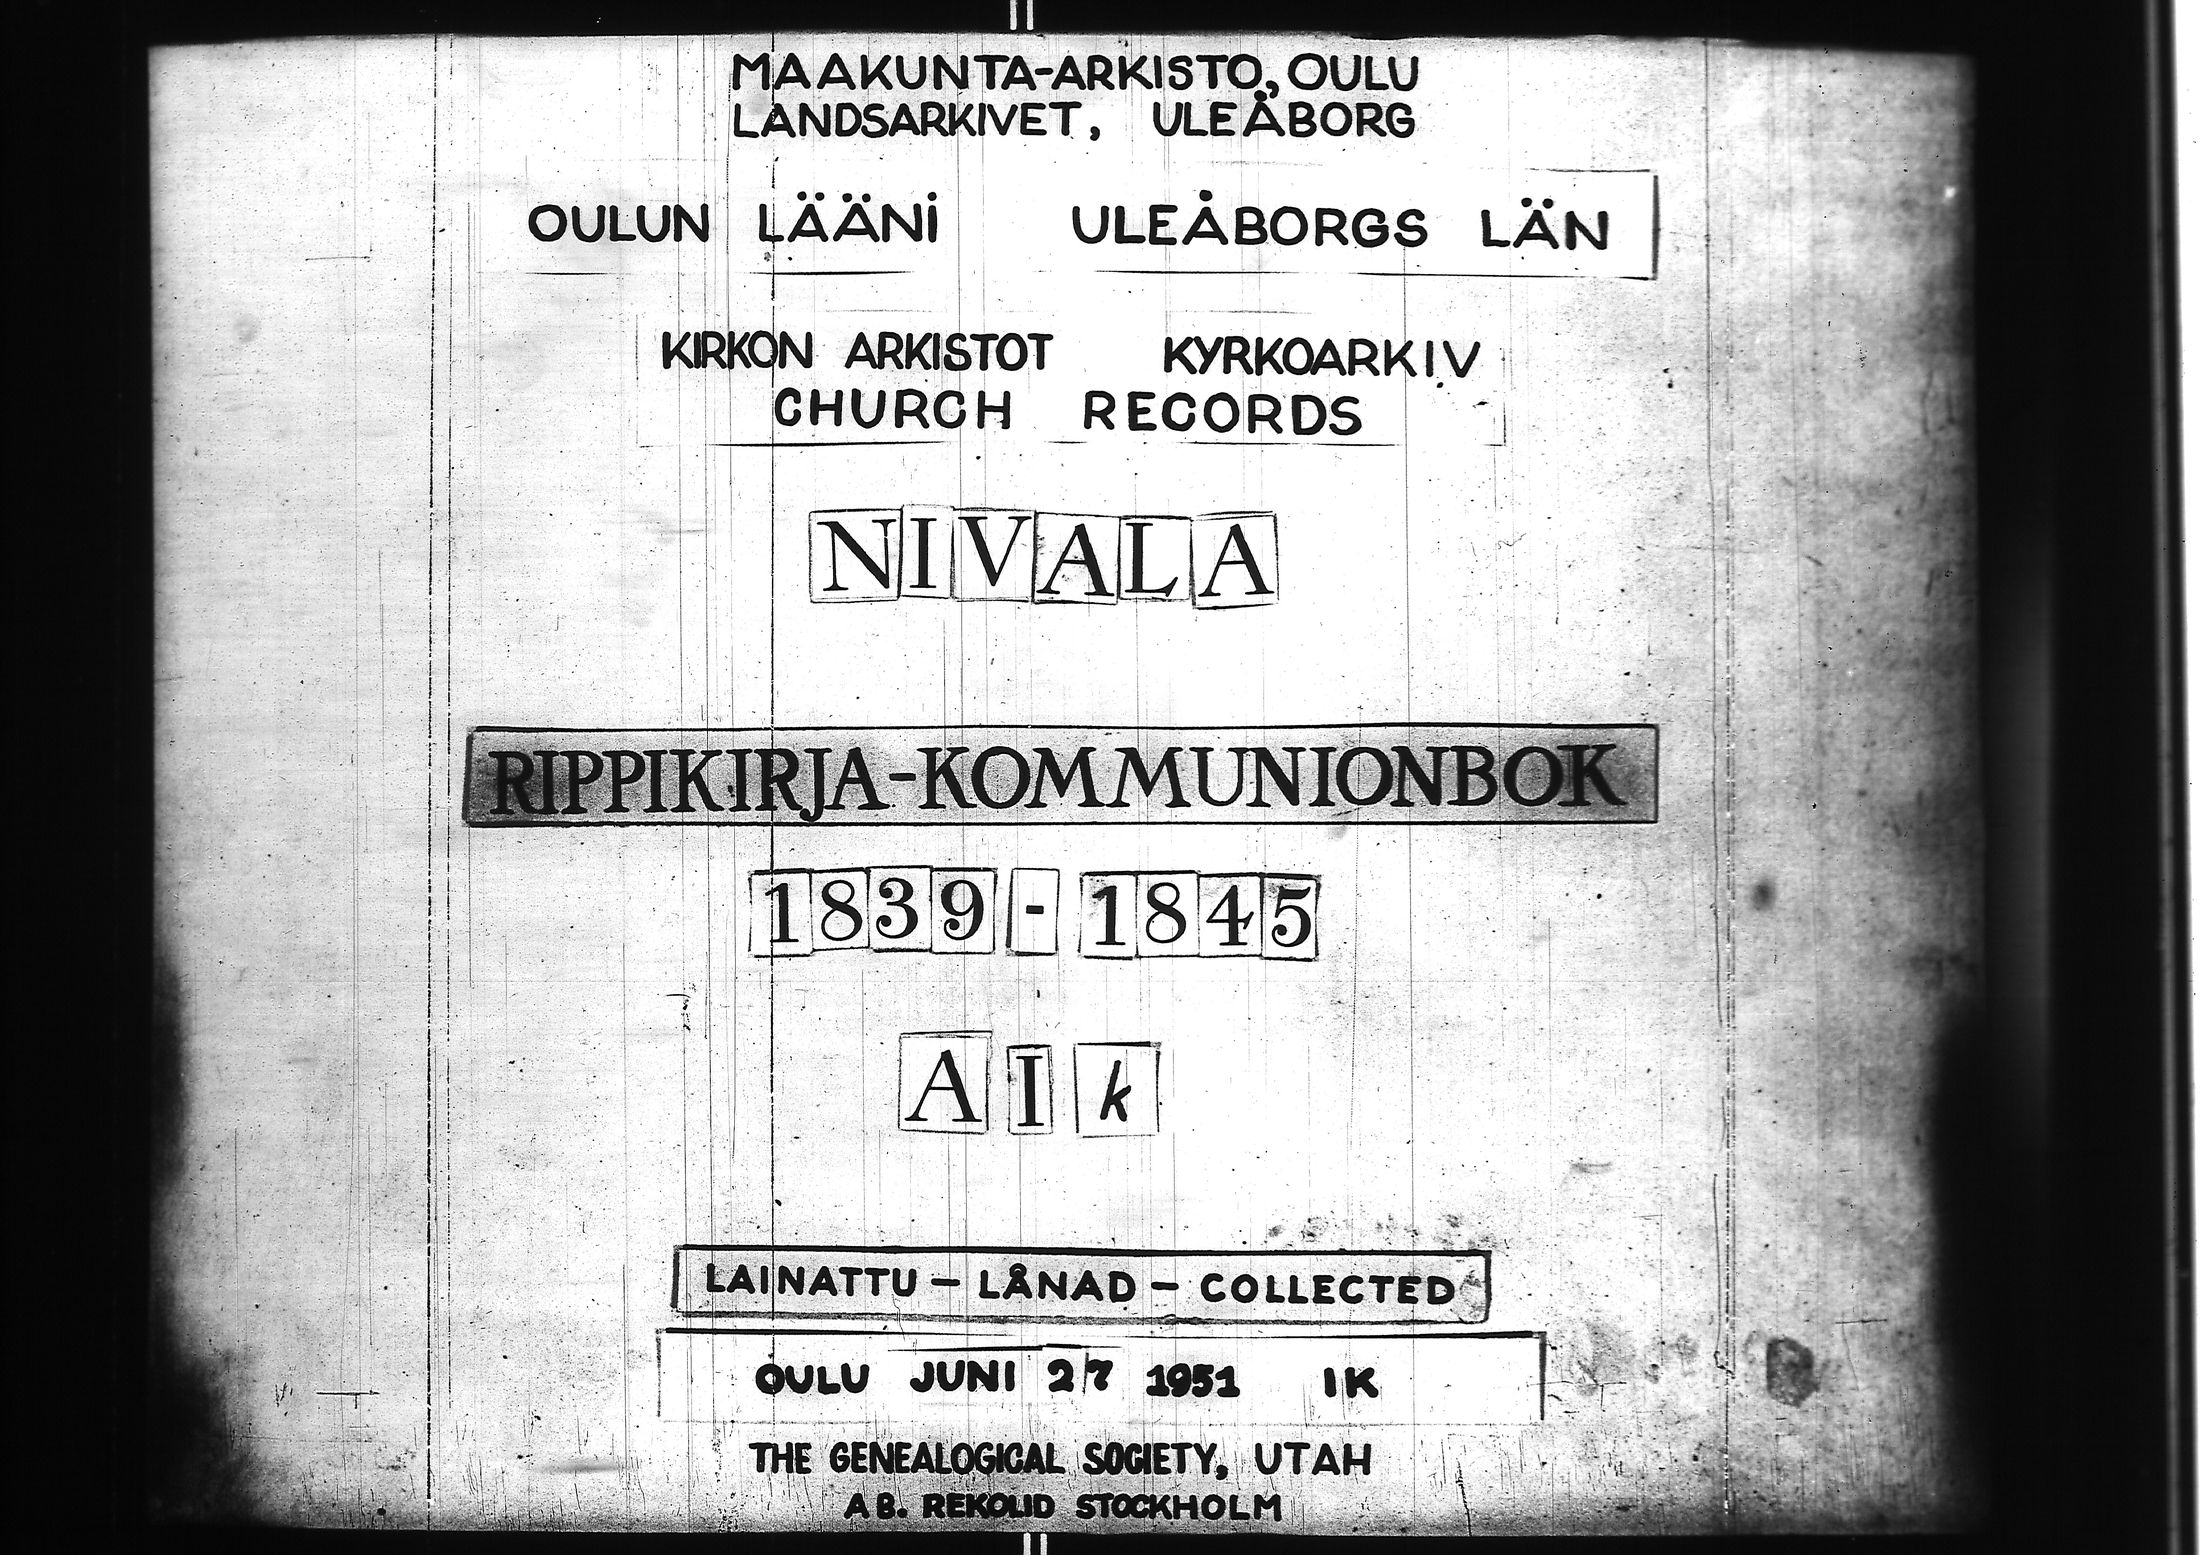 MAAKUNTA-ARKISTO, OULU
LANDSARKIVET, ULEÅBORG
OULUN LÄÄNI ULEÅBORGS LÄN
KIRKON ARKISTOT KYRKOARKIV
CHURCH RECORDS
NIVALA
RIPPIKIRJA-KOMMUNIONBOK
1839-1845
A I k
LAINATTU - LÅNAD - COLLECTED
OULU JUNI 27 1951 IK
THE GENEALOGICAL SOCIETY, UTAH
AB. REKOLID STOCKHOLM